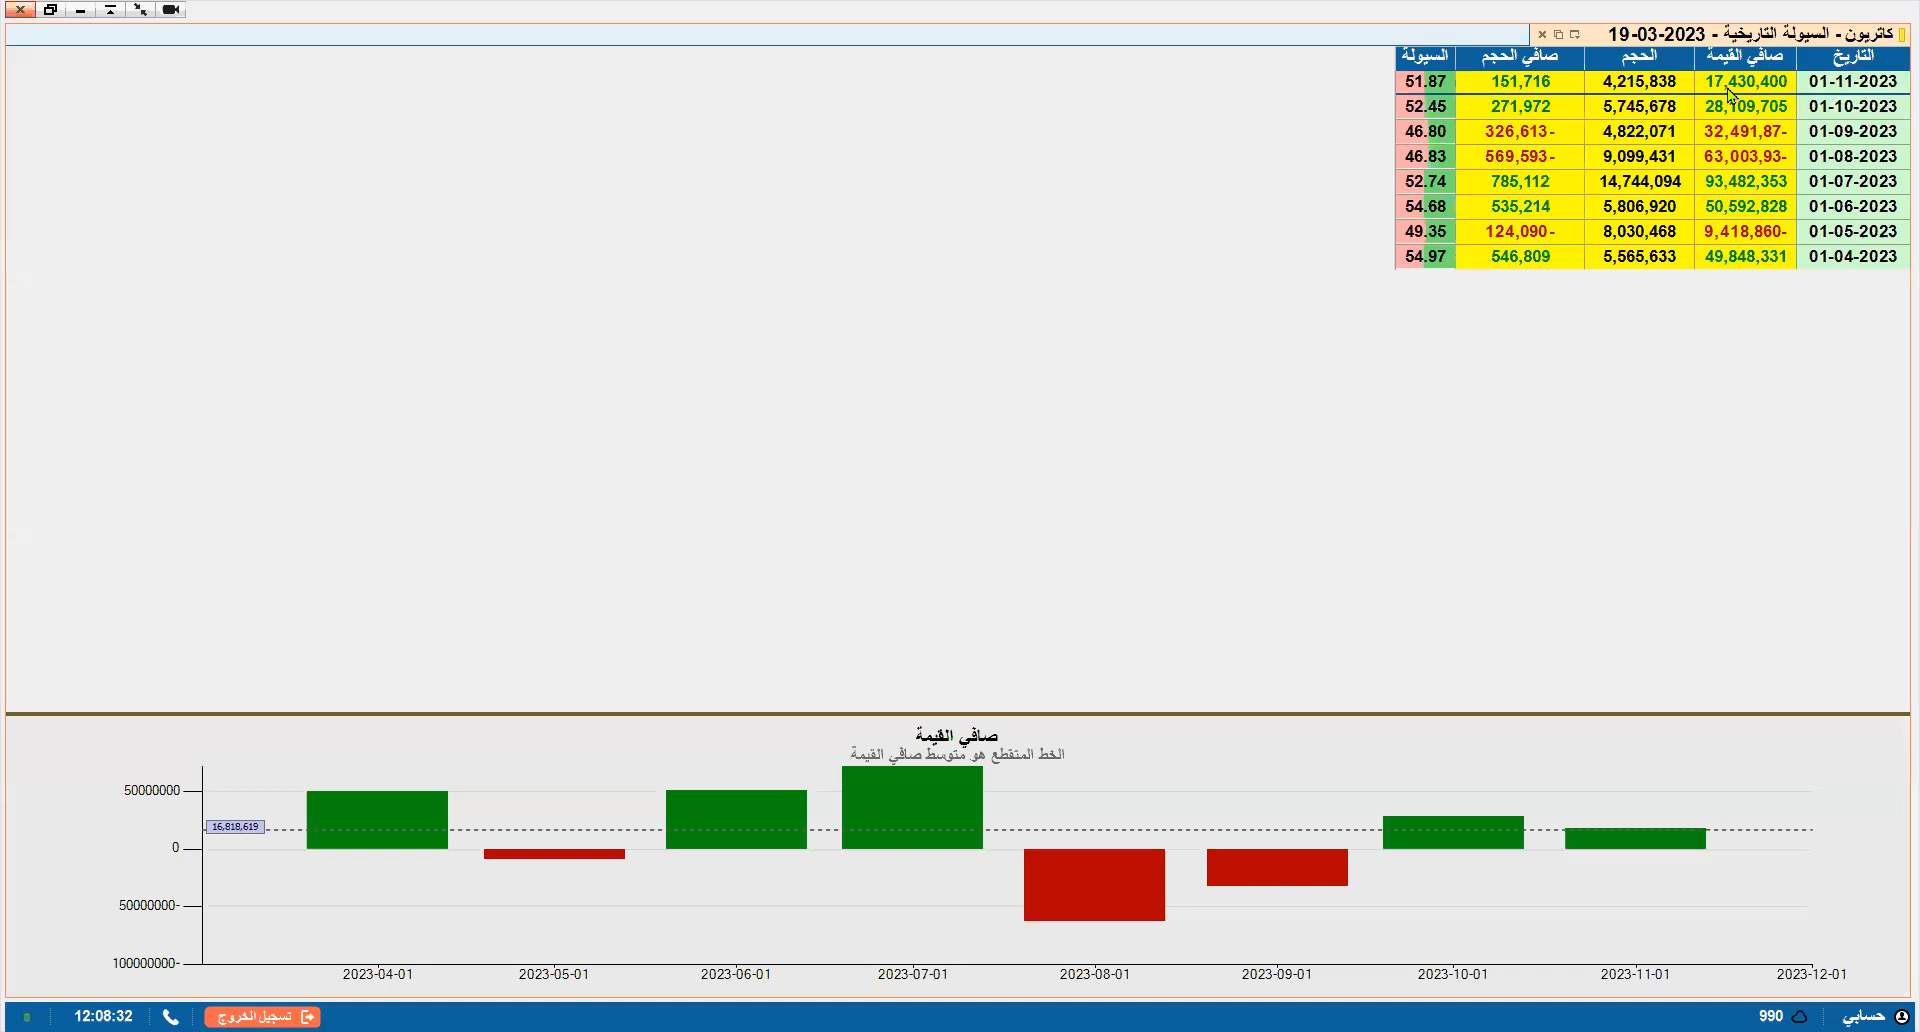 كاتريون - السيولة التاريخية - 2023-03-19
التاريخ صافي القيمة الحجم صافي الحجم السيولة
01-11-2023 17,430,400 4,215,838 151,716 51.87
01-10-2023 28,109,705 5,745,678 271,972 52.45
01-09-2023 32,491,87- 4,822,071 326,613- 46.80
01-08-2023 63,003,93- 9,099,431 569,593- 46.83
01-07-2023 93,482,353 14,744,094 785,112 52.74
01-06-2023 50,592,828 5,806,920 535,214 54.68
01-05-2023 9,418,860- 8,030,468 124,090- 49.35
01-04-2023 49,848,331 5,565,633 546,809 54.97
صافي القيمة
الخط المتقطع هو متوسط صافي القيمة
50000000
16,818,619
0
50000000-
100000000-
2023-04-01 2023-05-01 2023-06-01 2023-07-01 2023-08-01 2023-09-01 2023-10-01 2023-11-01 2023-12-01
حسابي 990 تسجيل الخروج 12:08:32